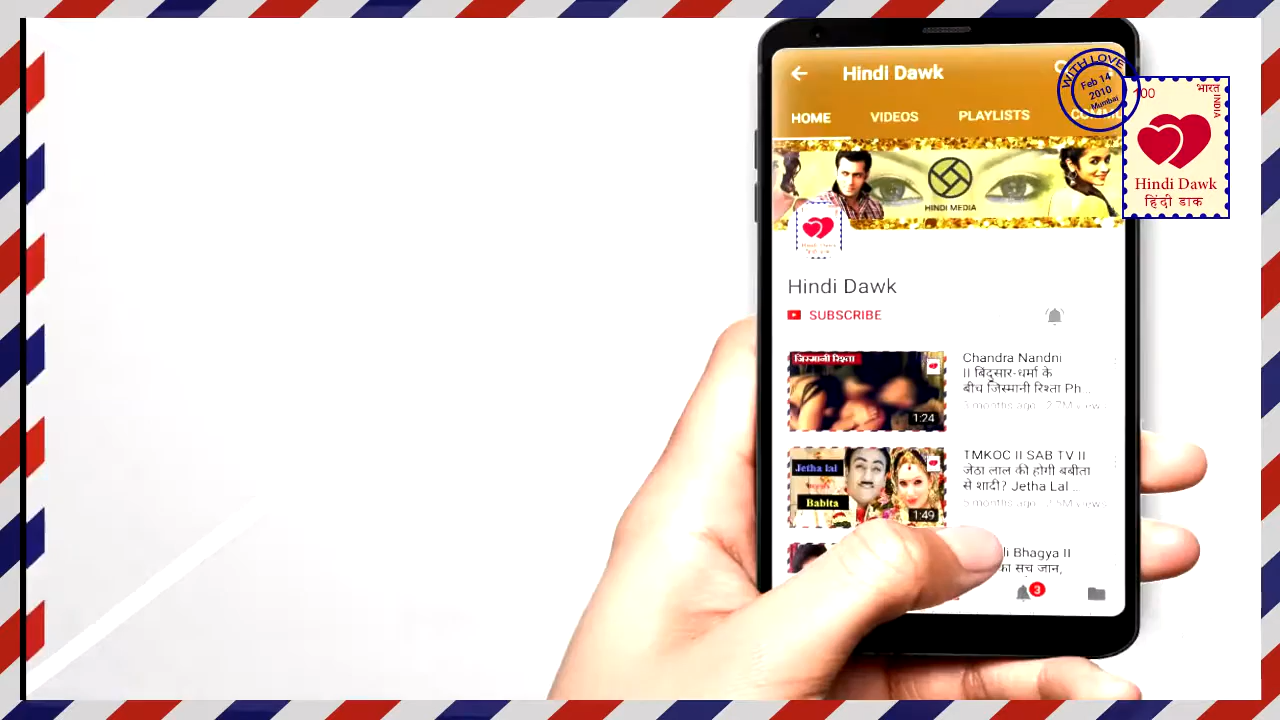 Hindi Dawk
HOME VIDEOS PLAYLISTS
WITH LOVE
Feb 14
2010
Mumbai
100
भारत
INDIA
Hindi Dawk
हिंदी डाक
HINDI MEDIA
Hindi Dawk
SUBSCRIBE
जिस्मानी रिश्ता
1:24
Chandra Nandni
II बिंदुसार-धर्मा के
बीच जिस्मानी रिश्ता Ph...
Jetha lal
Babita
1:49
TMKOC II SAB TV II
जेठा लाल की होगी बबीता
से शादी? Jetha Lal ..
Bhagya II
का सच जान,
3